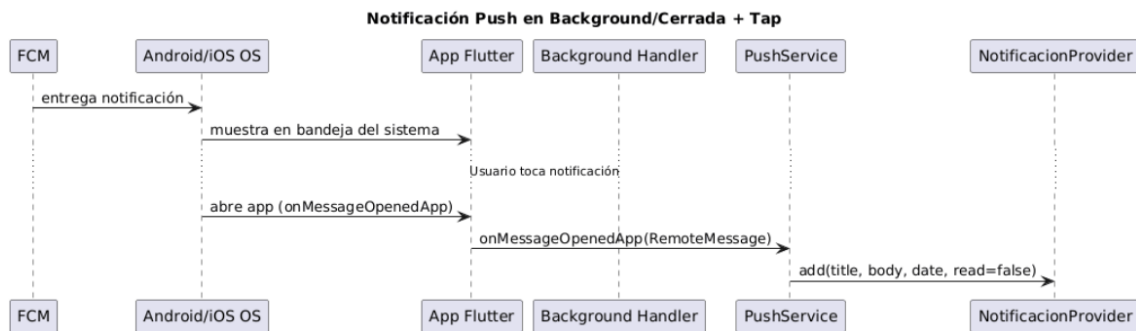 Notificación Push en Background/Cerrada + Tap
FCM
Android/iOS OS
App Flutter
Background Handler
PushService
NotificacionProvider
entrega notificación
muestra en bandeja del sistema
Usuario toca notificación
abre app (onMessageOpenedApp)
onMessageOpenedApp(RemoteMessage)
add(title, body, date, read=false)
FCM
Android/iOS OS
App Flutter
Background Handler
PushService
NotificacionProvider